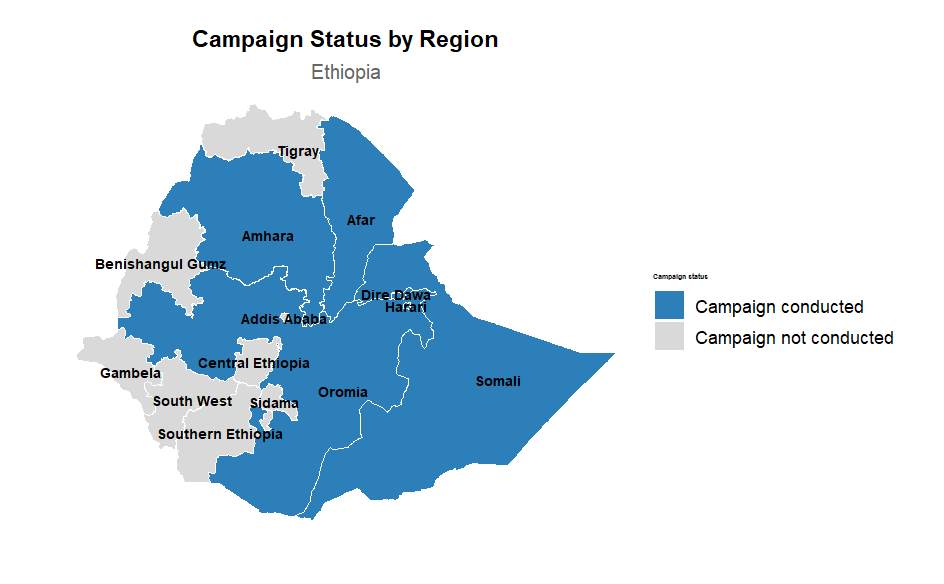 Campaign Status by Region
Ethiopia
Tigray
Afar
Amhara
Benishangul Gumz
Dire Dawa
Harari
Addis Ababa
Central Ethiopia
Gambela
Somali
Oromia
South West
Sidama
Southern Ethiopia
Campaign status
Campaign conducted
Campaign not conducted